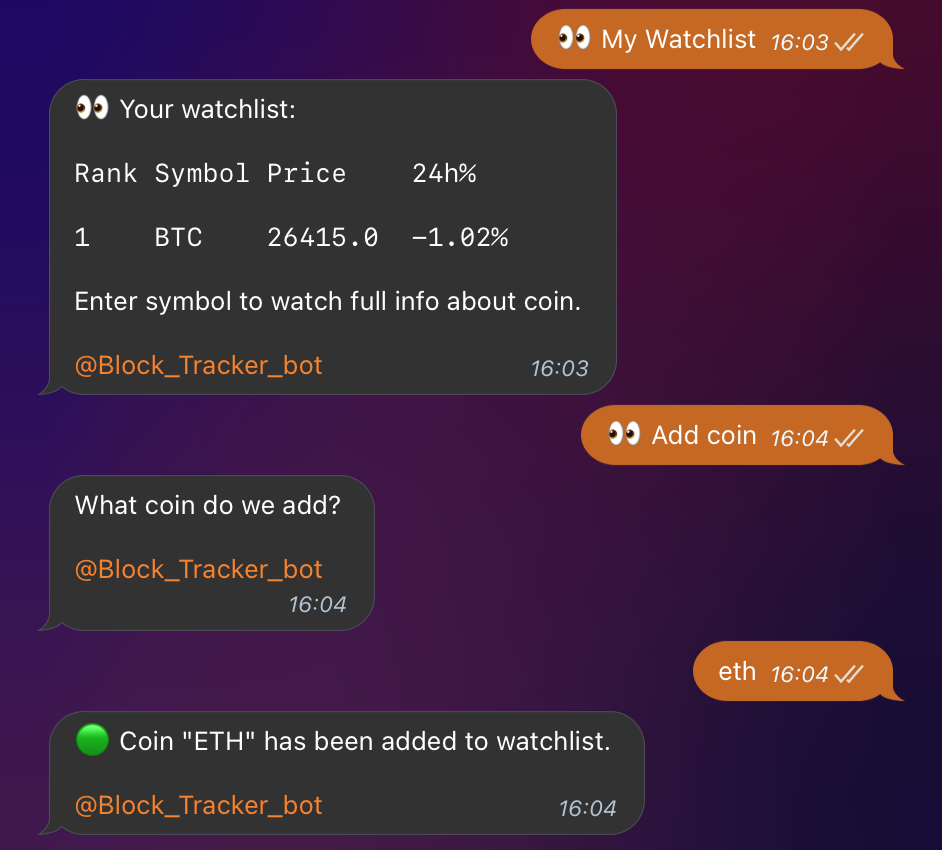 👀 My Watchlist 16:03
👀 Your watchlist:
Rank Symbol Price 24h%
1 BTC 26415.0 −1.02%
Enter symbol to watch full info about coin.
@Block_Tracker_bot 16:03
👀 Add coin 16:04
What coin do we add?
@Block_Tracker_bot
16:04
eth 16:04
🟢 Coin "ETH" has been added to watchlist.
@Block_Tracker_bot 16:04